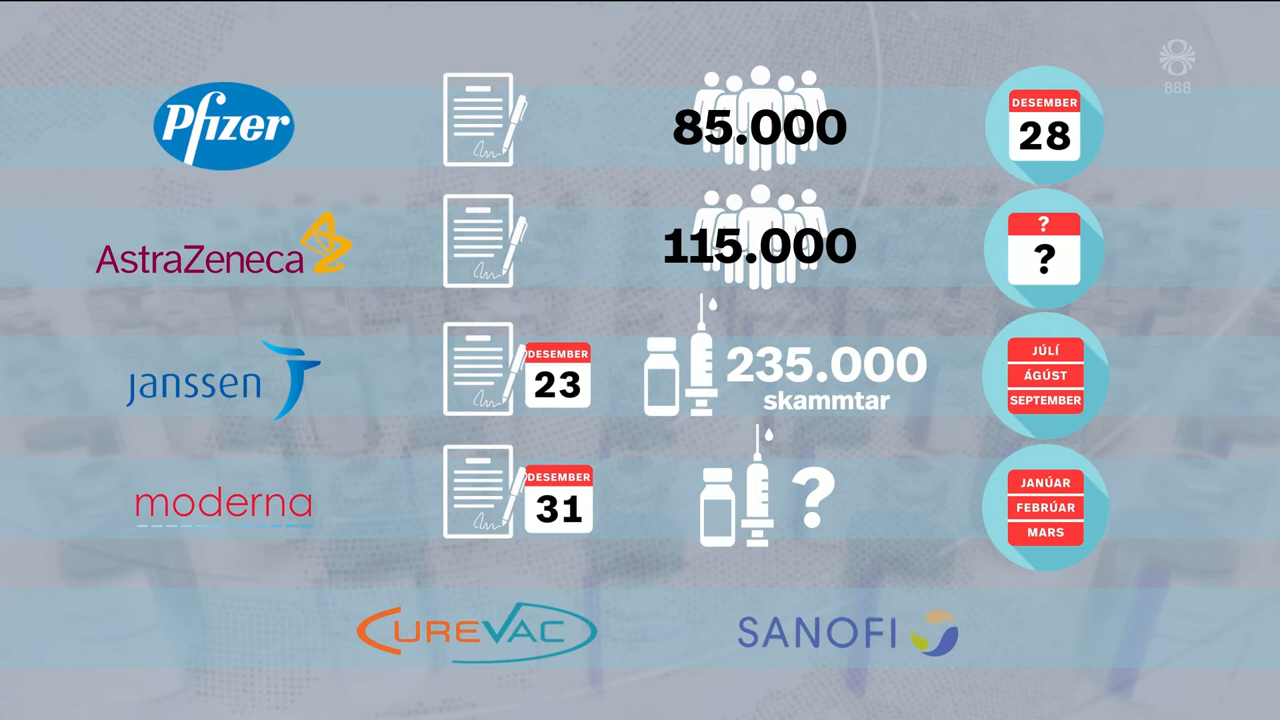 888
Pfizer
85.000
DESEMBER
28
AstraZeneca
115.000
?
?
janssen
DESEMBER
23
235.000
skammtar
JÚLÍ
ÁGÚST
SEPTEMBER
moderna
DESEMBER
31
?
JANÚAR
FEBRÚAR
MARS
CUREVAC
SANOFI